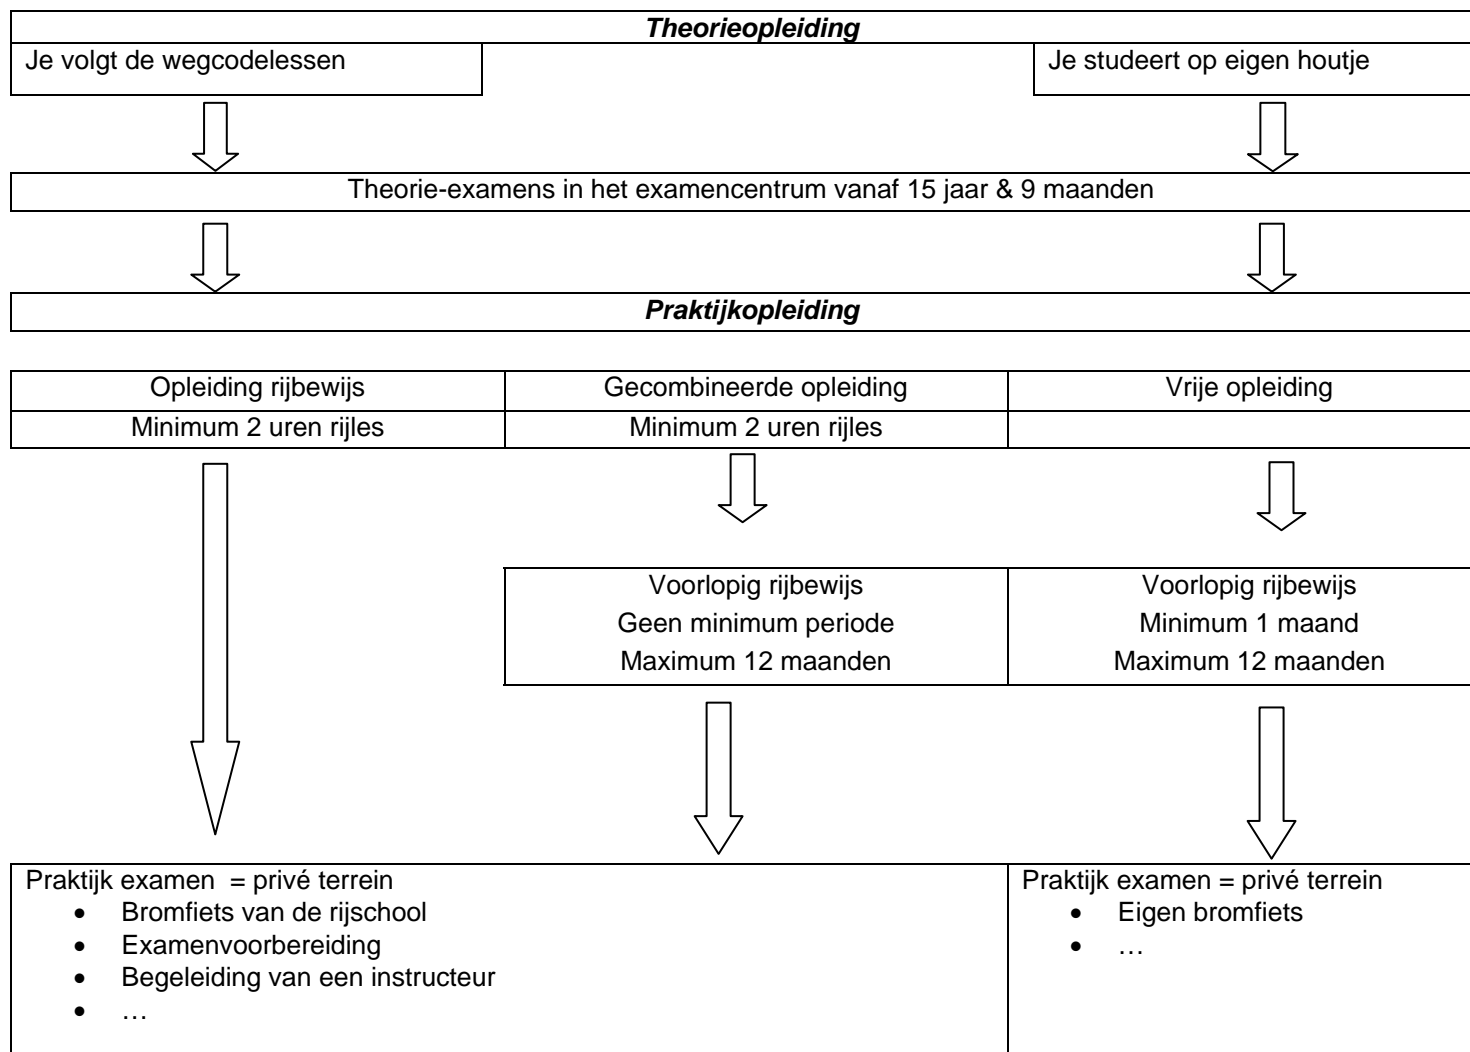 Theorieopleiding
Je volgt de wegcodelessen
Je studeert op eigen houtje
Theorie-examens in het examencentrum vanaf 15 jaar & 9 maanden
Praktijkopleiding
Opleiding rijbewijs
Gecombineerde opleiding
Vrije opleiding
Minimum 2 uren rijles
Minimum 2 uren rijles
Voorlopig rijbewijs
Geen minimum periode
Maximum 12 maanden
Voorlopig rijbewijs
Minimum 1 maand
Maximum 12 maanden
Praktijk examen = privé terrein
• Bromfiets van de rijschool
• Examenvoorbereiding
• Begeleiding van een instructeur
• …
Praktijk examen = privé terrein
• Eigen bromfiets
• …